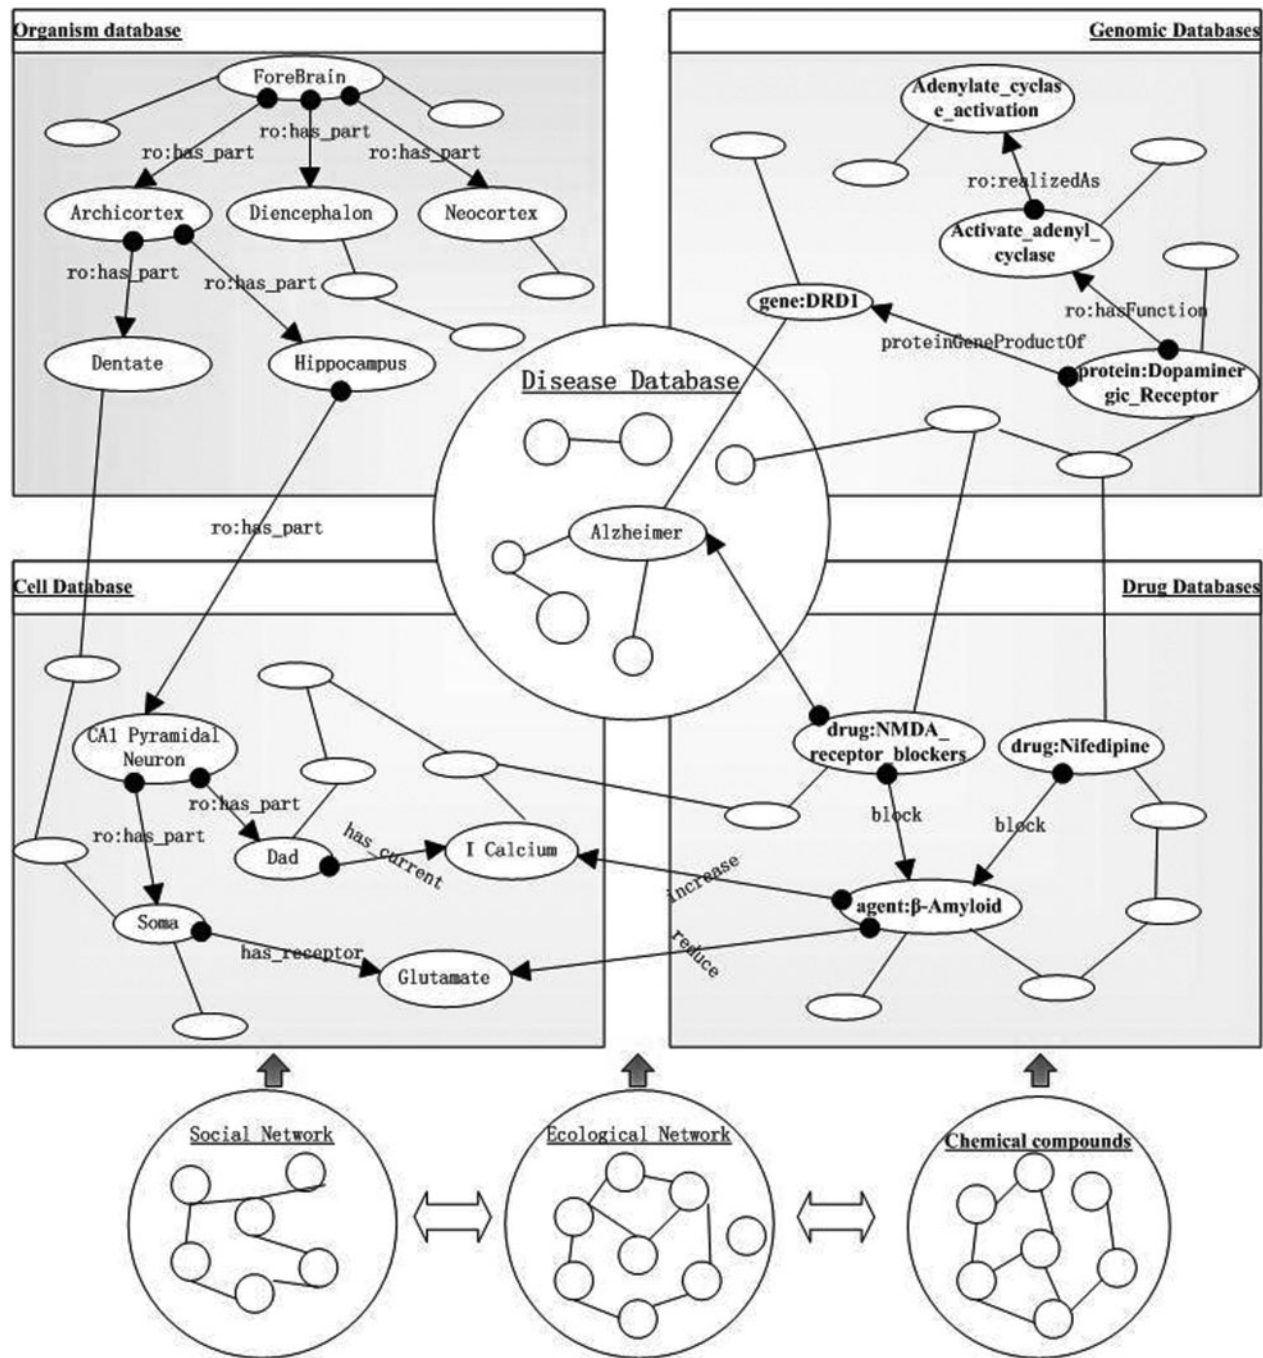 Organism database
ForeBrain
ro:has_part
ro:has_part
ro:has_part
Archicortex
Diencephalon
Neocortex
ro:has_part
ro:has_part
Dentate
Hippocampus
ro:has_part
Genomic Databases
Adenylate_cyclas
e_activation
ro:realizedAs
Activate_adenyl_
cyclase
gene:DRD1
ro:hasFunction
proteinGeneProductOf
protein:Dopaminer
gic_Receptor
Disease Database
Alzheimer
Cell Database
CA1 Pyramidal
Neuron
ro:has_part
ro:has_part
Dad
has_current
I Calcium
Soma
has_receptor
Glutamate
Drug Databases
drug:NMDA_
receptor_blockers
drug:Nifedipine
block
block
increase
agent:β-Amyloid
reduce
Social Network
Ecological Network
Chemical compounds